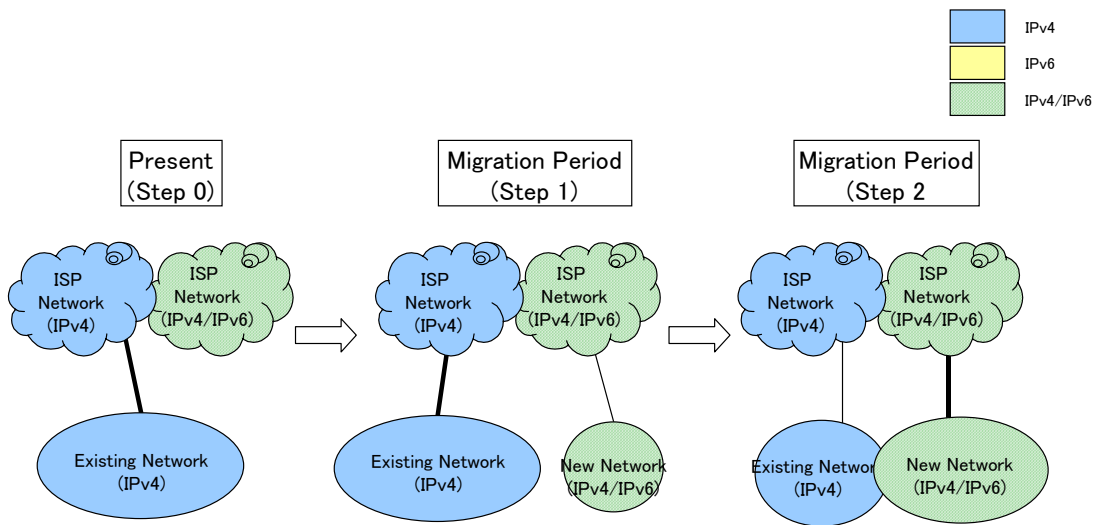 IPv4
IPv6
IPv4/IPv6
Present
(Step 0)
Migration Period
(Step 1)
Migration Period
(Step 2
ISP
Network
(IPv4)
ISP
Network
(IPv4/IPv6)
ISP
Network
(IPv4)
ISP
Network
(IPv4/IPv6)
ISP
Network
(IPv4)
ISP
Network
(IPv4/IPv6)
Existing Network
(IPv4)
Existing Network
(IPv4)
New Network
(IPv4/IPv6)
Existing Network
(IPv4)
New Network
(IPv4/IPv6)